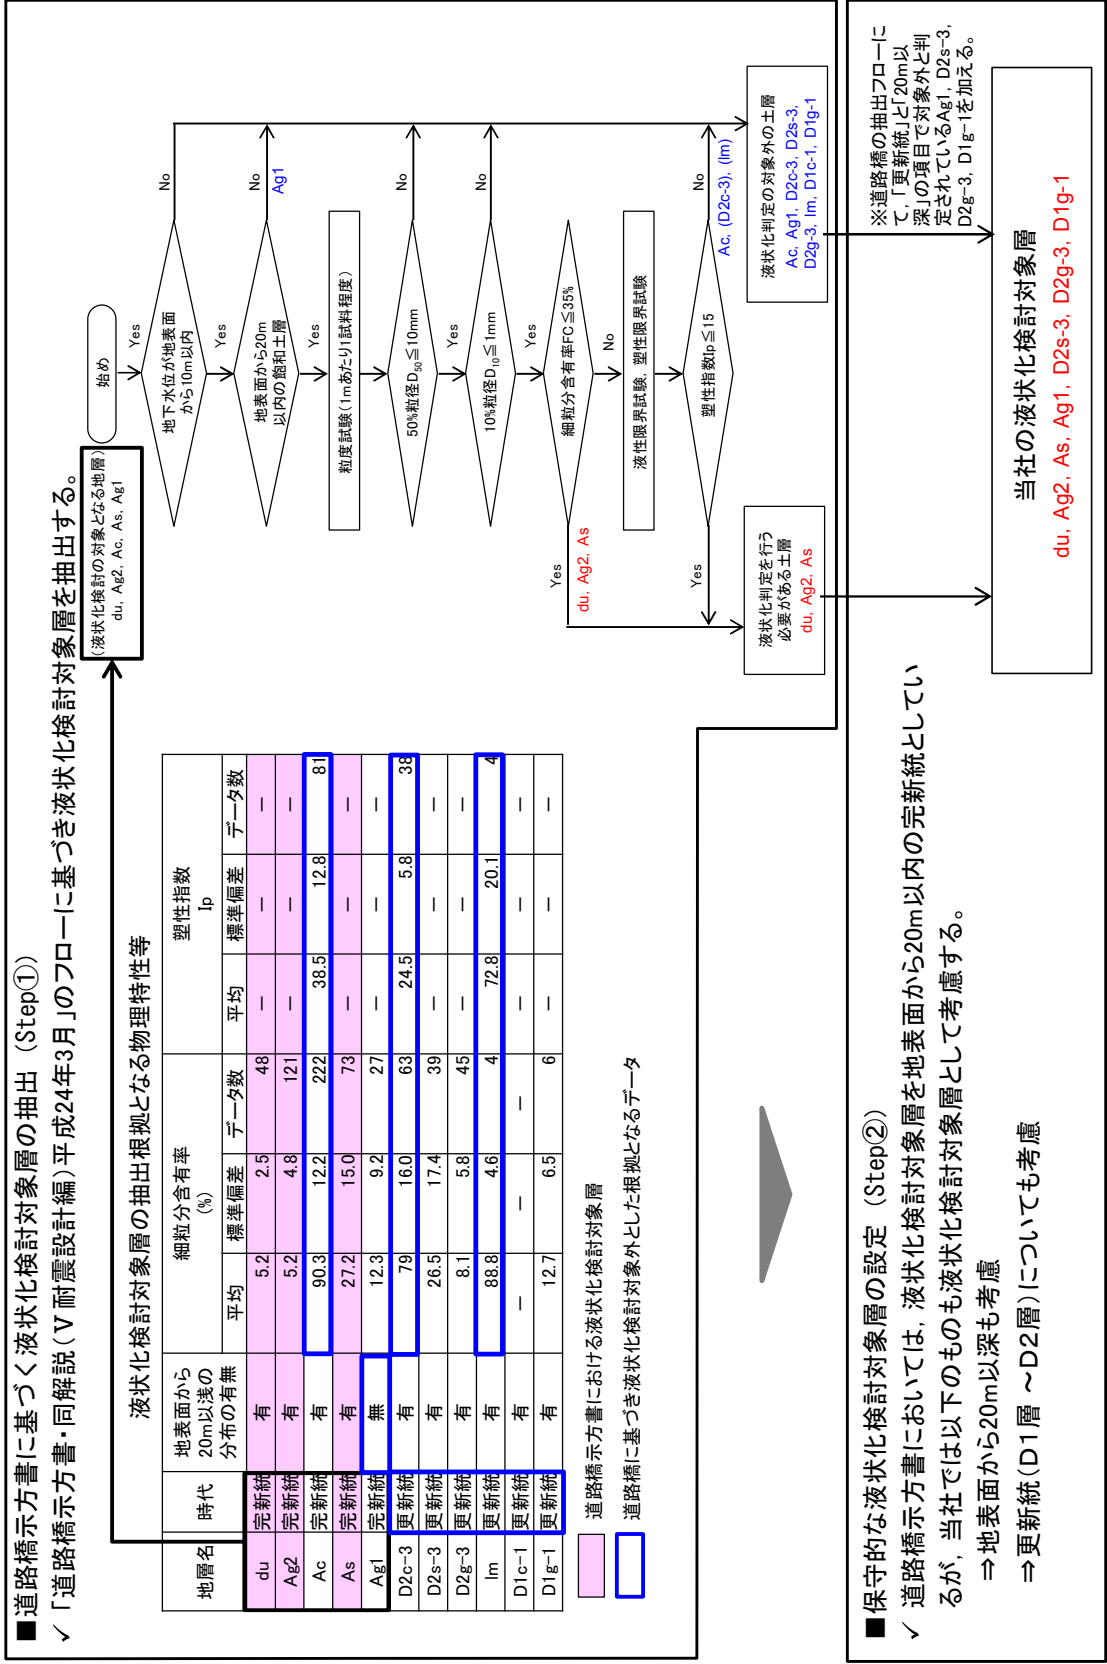 ■道路橋示方書に基づく液状化検討対象層の抽出（Step①）
✓ 「道路橋示方書・同解説（Ⅴ耐震設計編）平成24年3月」のフローに基づき液状化検討対象層を抽出する。
液状化検討対象層の抽出根拠となる物理特性等
地層名 時代 地表面から20m以浅の分布の有無 細粒分含有率(%) 塑性指数Ip
平均 標準偏差 データ数 平均 標準偏差 データ数
du 完新統 有 5.2 2.5 48 － － －
Ag2 完新統 有 5.2 4.8 121 － － －
Ac 完新統 有 90.3 12.2 222 38.5 12.8 81
As 完新統 有 27.2 15.0 73 － － －
Ag1 完新統 無 12.3 9.2 27 － － －
D2c-3 更新統 有 79 16.0 63 24.5 5.8 38
D2s-3 更新統 有 26.5 17.4 39 － － －
D2g-3 更新統 有 8.1 5.8 45 － － －
lm 更新統 有 88.8 4.6 4 72.8 20.1 4
D1c-1 更新統 有 － － － － － －
D1g-1 更新統 有 12.7 6.5 6 － － －
道路橋示方書における液状化検討対象層
道路橋に基づき液状化検討対象外とした根拠となるデータ
（液状化検討の対象となる地層）
du, Ag2, Ac, As, Ag1
始め
Yes
地下水位が地表面
から10m以内
No
Yes
地表面から20m
以内の飽和土層
No
Ag1
Yes
粒度試験（1mあたり1試料程度）
50%粒径D50≦10mm
No
Yes
10%粒径D10≦1mm
No
Yes
細粒分含有率FC≦35%
Yes
du, Ag2, As
No
液性限界試験，塑性限界試験
塑性指数Ip≦15
Yes
No
Ac, (D2c-3), (lm)
液状化判定を行う
必要がある土層
du, Ag2, As
液状化判定の対象外の土層
Ac, Ag1, D2c-3, D2s-3,
D2g-3, lm, D1c-1, D1g-1
■保守的な液状化検討対象層の設定（Step②）
✓ 道路橋示方書においては，液状化検討対象層を地表面から20m以内の完新統としてい
るが，当社では以下のものも液状化検討対象層として考慮する。
⇒地表面から20m以深も考慮
⇒更新統（D1層 ～D2層）についても考慮
※道路橋の抽出フローに
て，「更新統」と「20m以
深」の項目で対象外と判
定されているAg1, D2s-3,
D2g-3, D1g-1を加える。
当社の液状化検討対象層
du, Ag2, As, Ag1, D2s-3, D2g-3, D1g-1